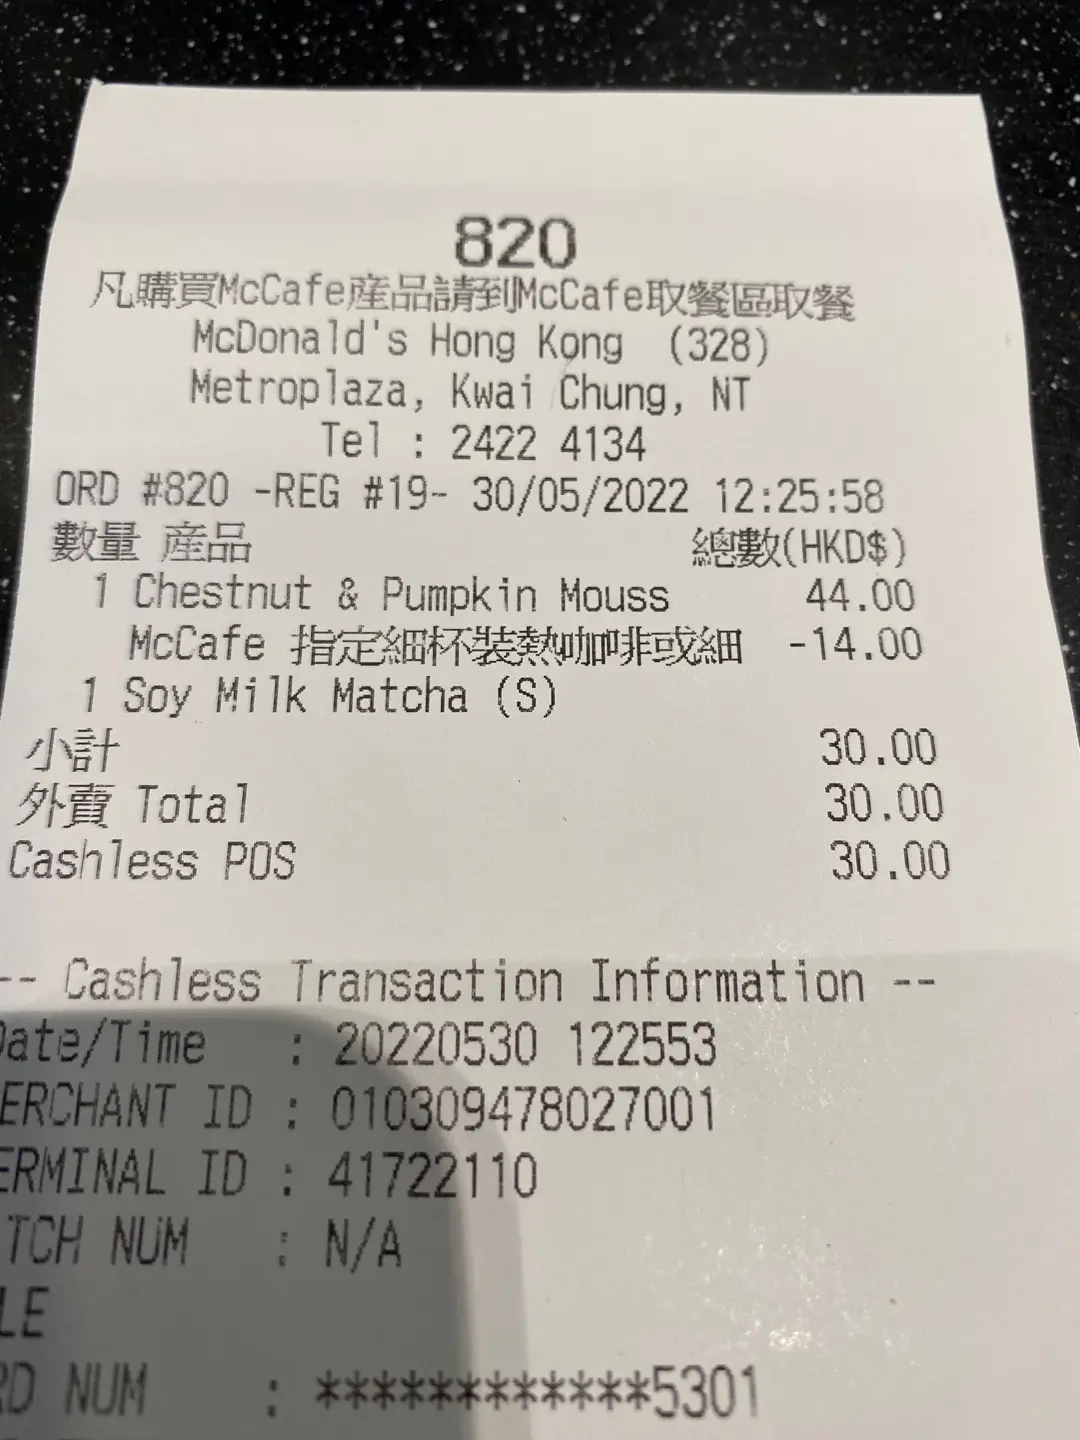 820
凡購買McCafe產品請到McCafe取餐區取餐
McDonald's Hong Kong (328)
Metroplaza, Kwai Chung, NT
Tel : 2422 4134
ORD #820 -REG #19- 30/05/2022 12:25:58
數量 產品 總數(HKD$)
1 Chestnut & Pumpkin Mouss 44.00
McCafe 指定細杯裝熱咖啡或細 -14.00
1 Soy Milk Matcha (S)
小計 30.00
外賣 Total 30.00
Cashless POS 30.00
-- Cashless Transaction Information --
Date/Time : 20220530 122553
ERCHANT ID : 010309478027001
ERMINAL ID : 41722110
TCH NUM : N/A
LE
RD NUM : ************5301